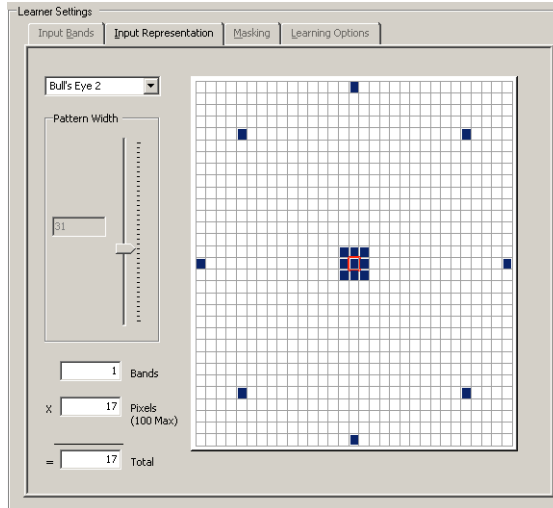 Learner Settings
Input Bands Input Representation Masking Learning Options
Bull's Eye 2
Pattern Width
31
1 Bands
x 17 Pixels
(100 Max)
= 17 Total